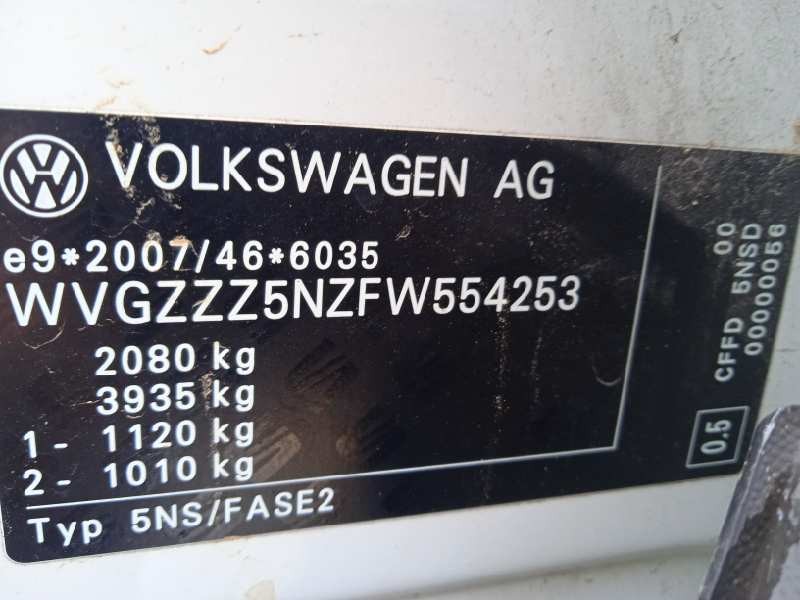 VOLKSWAGEN AG
e9*2007/46*6035
WVGZZZ5NZFW554253
2080 kg
3935 kg
1- 1120 kg
2- 1010 kg
Typ 5NS/FASE2
0.5
00
CFFD 5NSD
00000056